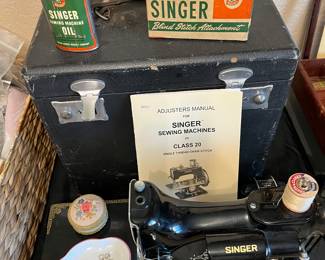 SINGER
SEWING MACHINE
OIL
SINGER
Blind Stitch Attachment
ADJUSTERS MANUAL
FOR
SINGER
SEWING MACHINES
CLASS 20
SINGLE THREAD CHAIN STITCH
SINGER